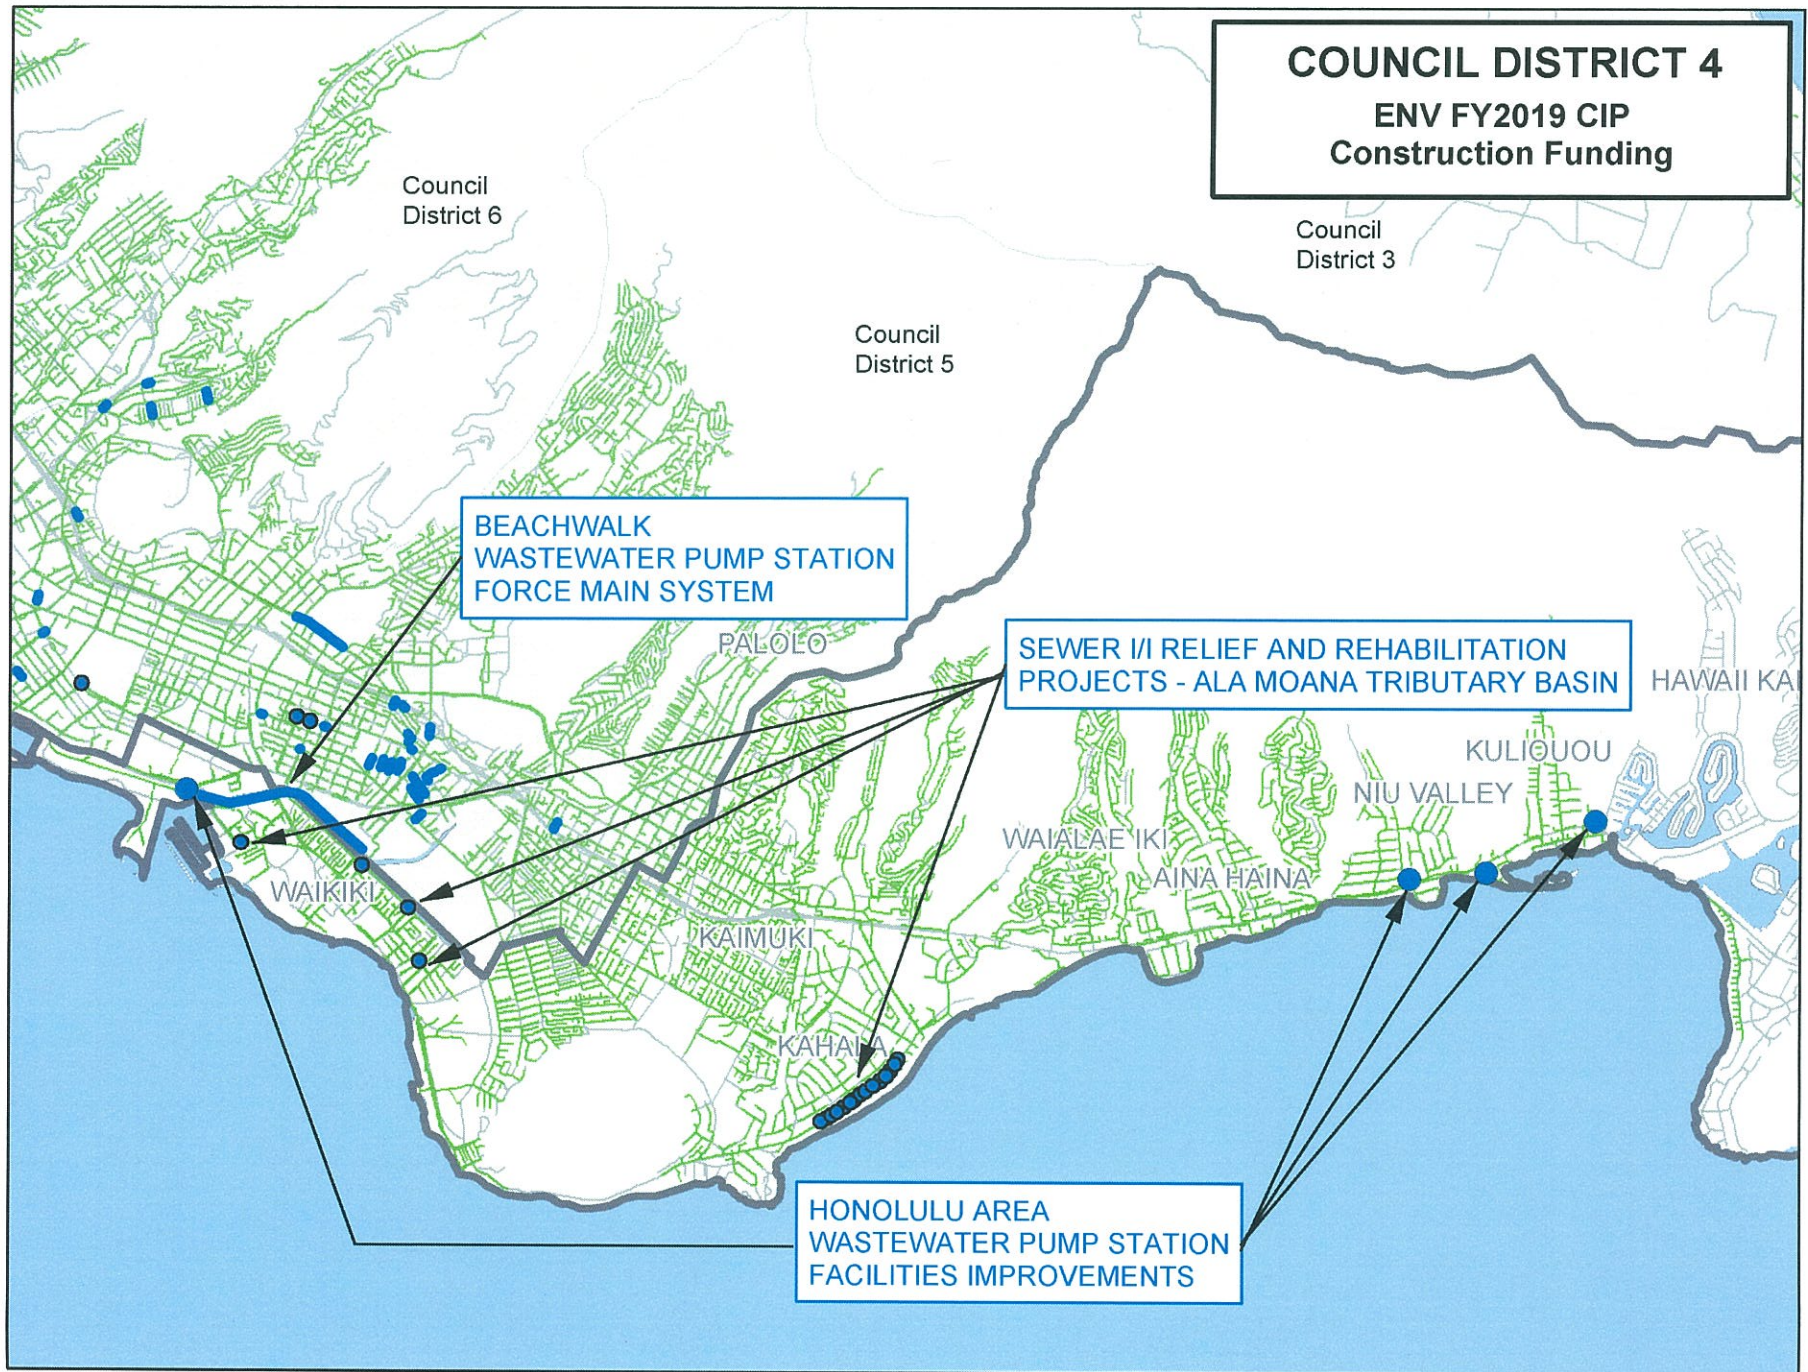 COUNCIL DISTRICT 4
ENV FY2019 CIP
Construction Funding
Council
District 6
Council
District 3
Council
District 5
BEACHWALK
WASTEWATER PUMP STATION
FORCE MAIN SYSTEM
PALOLO
SEWER I/I RELIEF AND REHABILITATION
PROJECTS - ALA MOANA TRIBUTARY BASIN
HAWAII KAI
KULIOUOU
NIU VALLEY
WAIALAE IKI
AINA HAINA
WAIKIKI
KAIMUKI
KAHALA
HONOLULU AREA
WASTEWATER PUMP STATION
FACILITIES IMPROVEMENTS